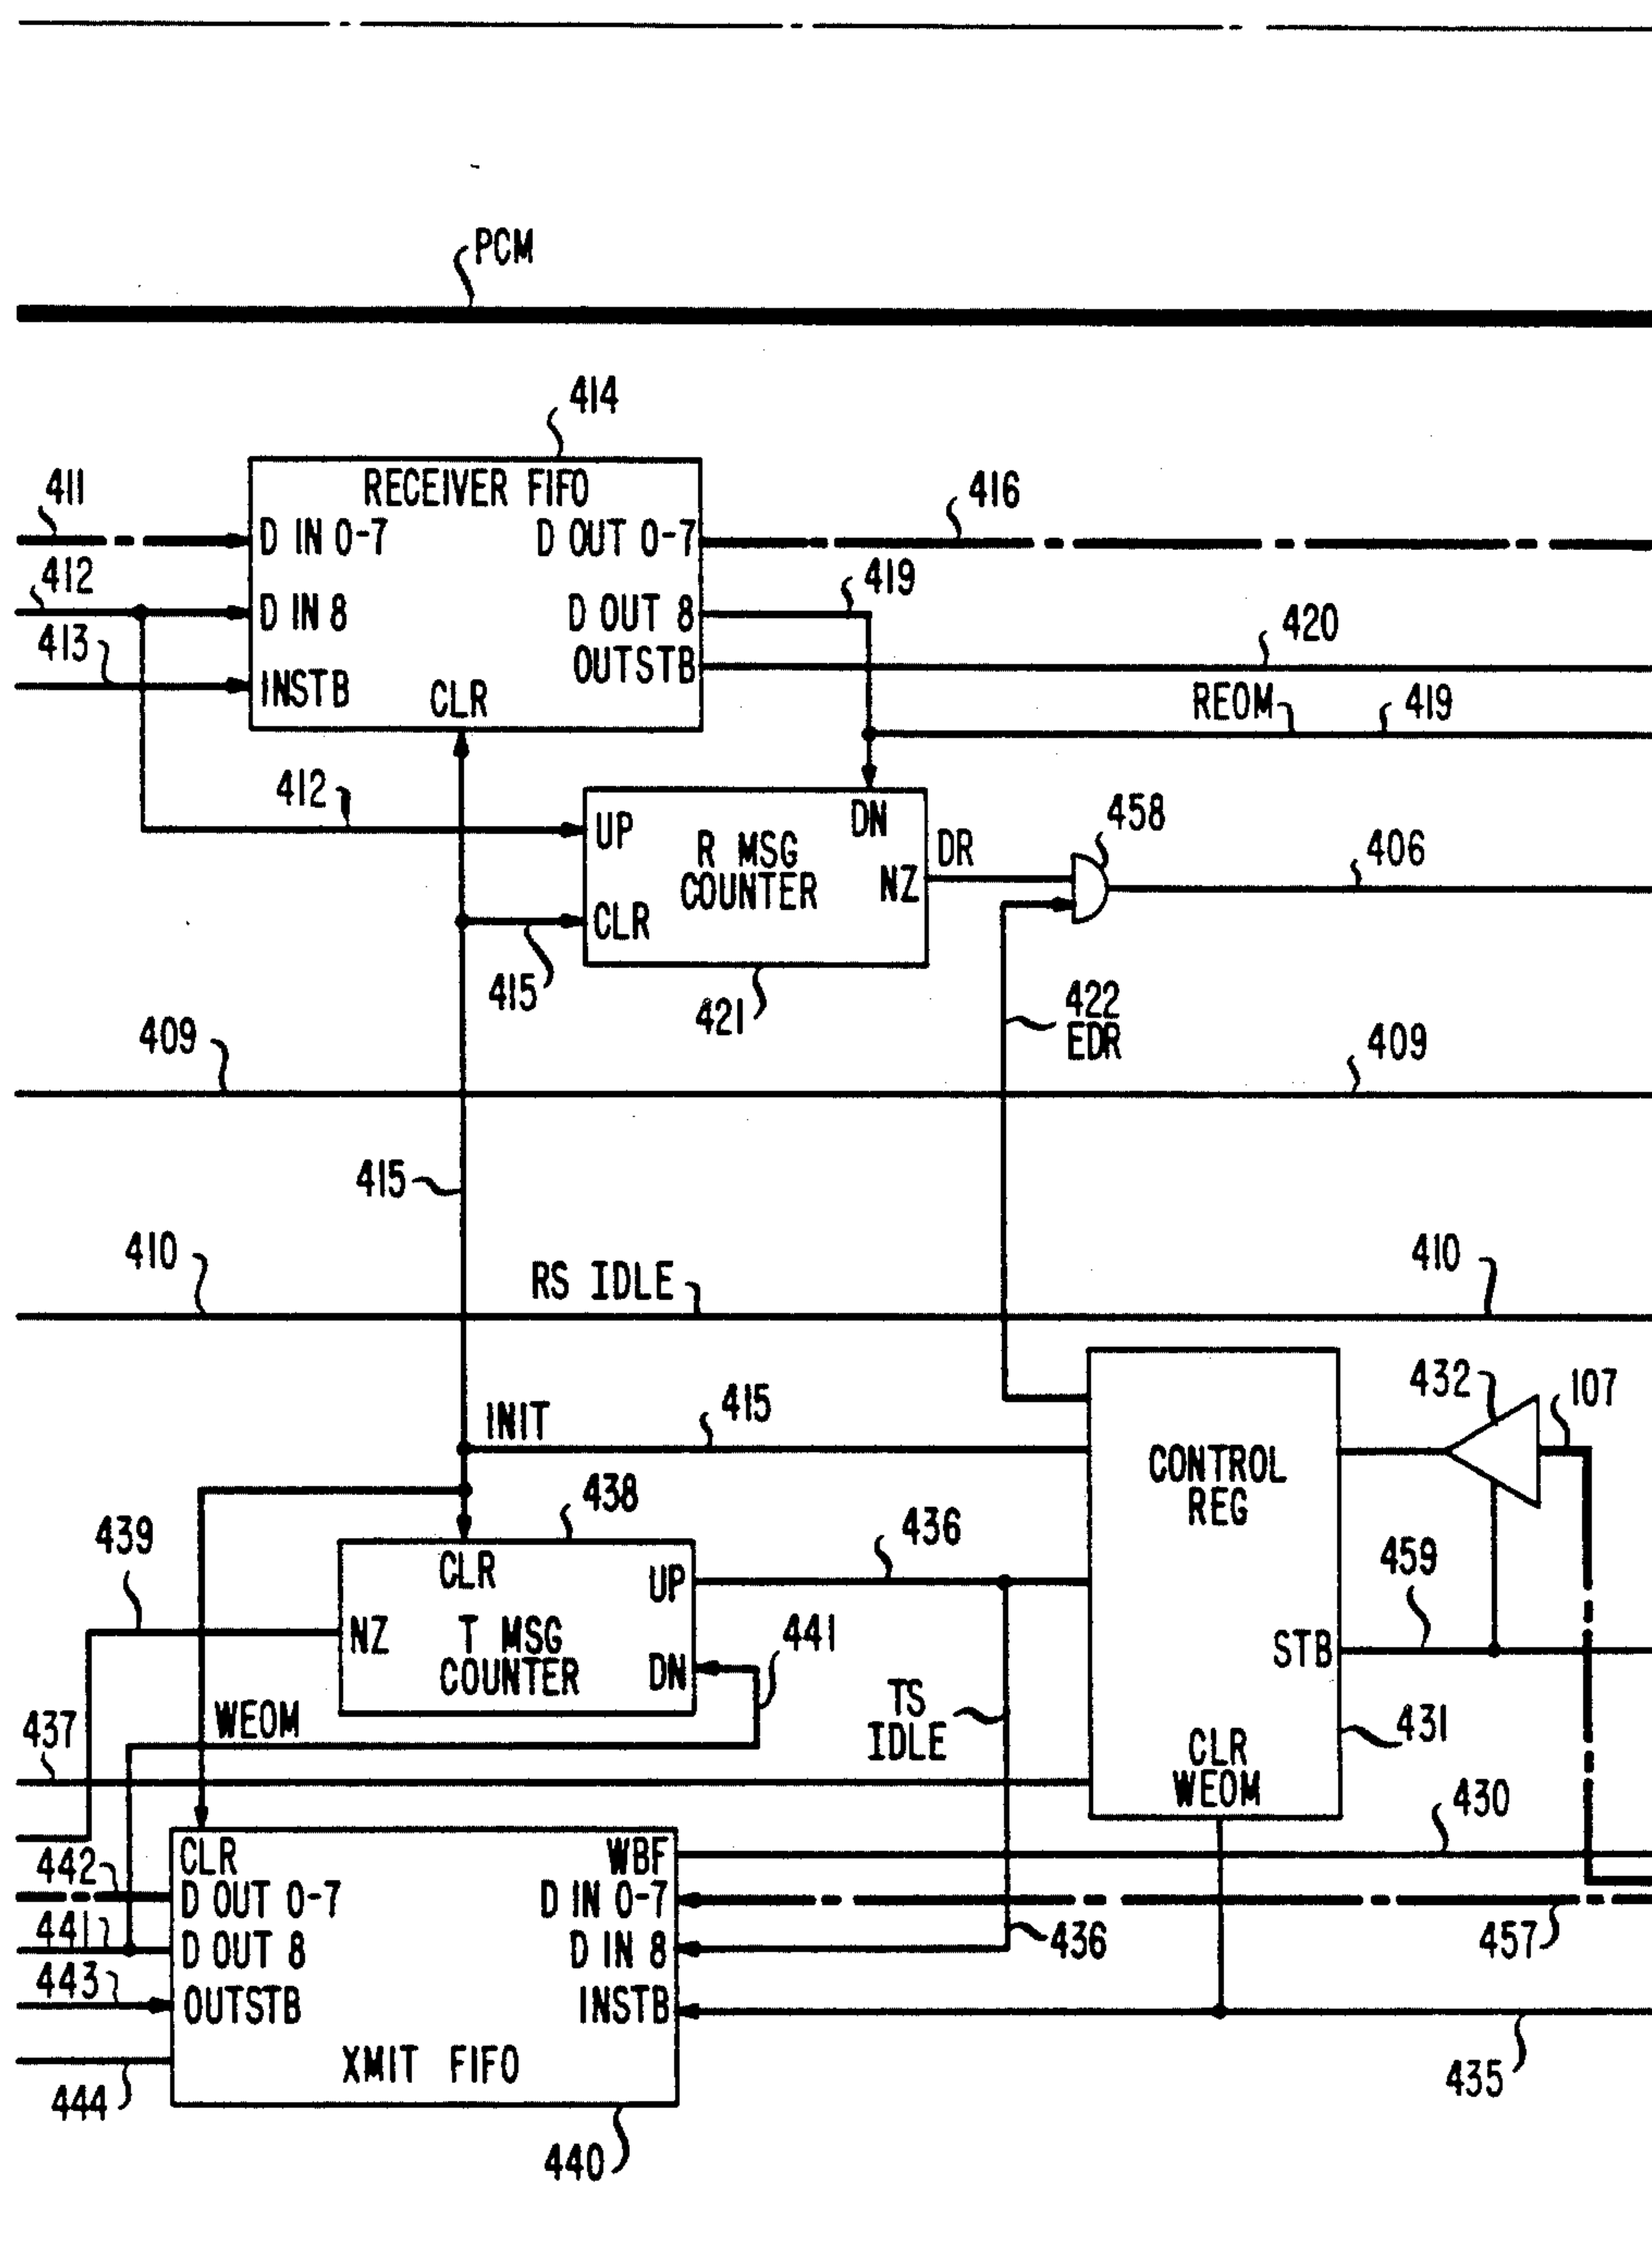 PCM
414
411
RECEIVER FIFO
416
D IN 0-7
D OUT 0-7
412
419
D IN 8
D OUT 8
420
413
OUTSTB
INSTB
CLR
REOM
419
412
UP
DN
458
R MSG
COUNTER
DR
NZ
406
CLR
415
421
422
EDR
409
409
415
410
RS IDLE
410
432
107
INIT
415
CONTROL
REG
438
439
436
459
CLR
UP
NZ
T MSG
COUNTER
DN
441
STB
437
WEOM
TS
IDLE
431
CLR
WEOM
430
CLR
WBF
442
D OUT 0-7
D IN 0-7
441
D OUT 8
D IN 8
436
457
443
OUTSTB
INSTB
XMIT FIFO
444
435
440